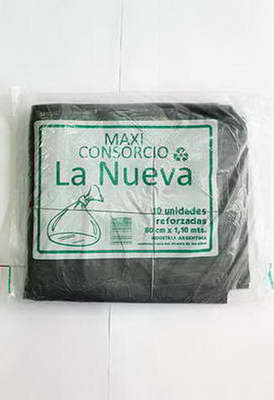 MAXI
CONSORCIO
La Nueva
10 unidades
reforzadas
80 cm x 1,10 mts.
INDUSTRIA ARGENTINA